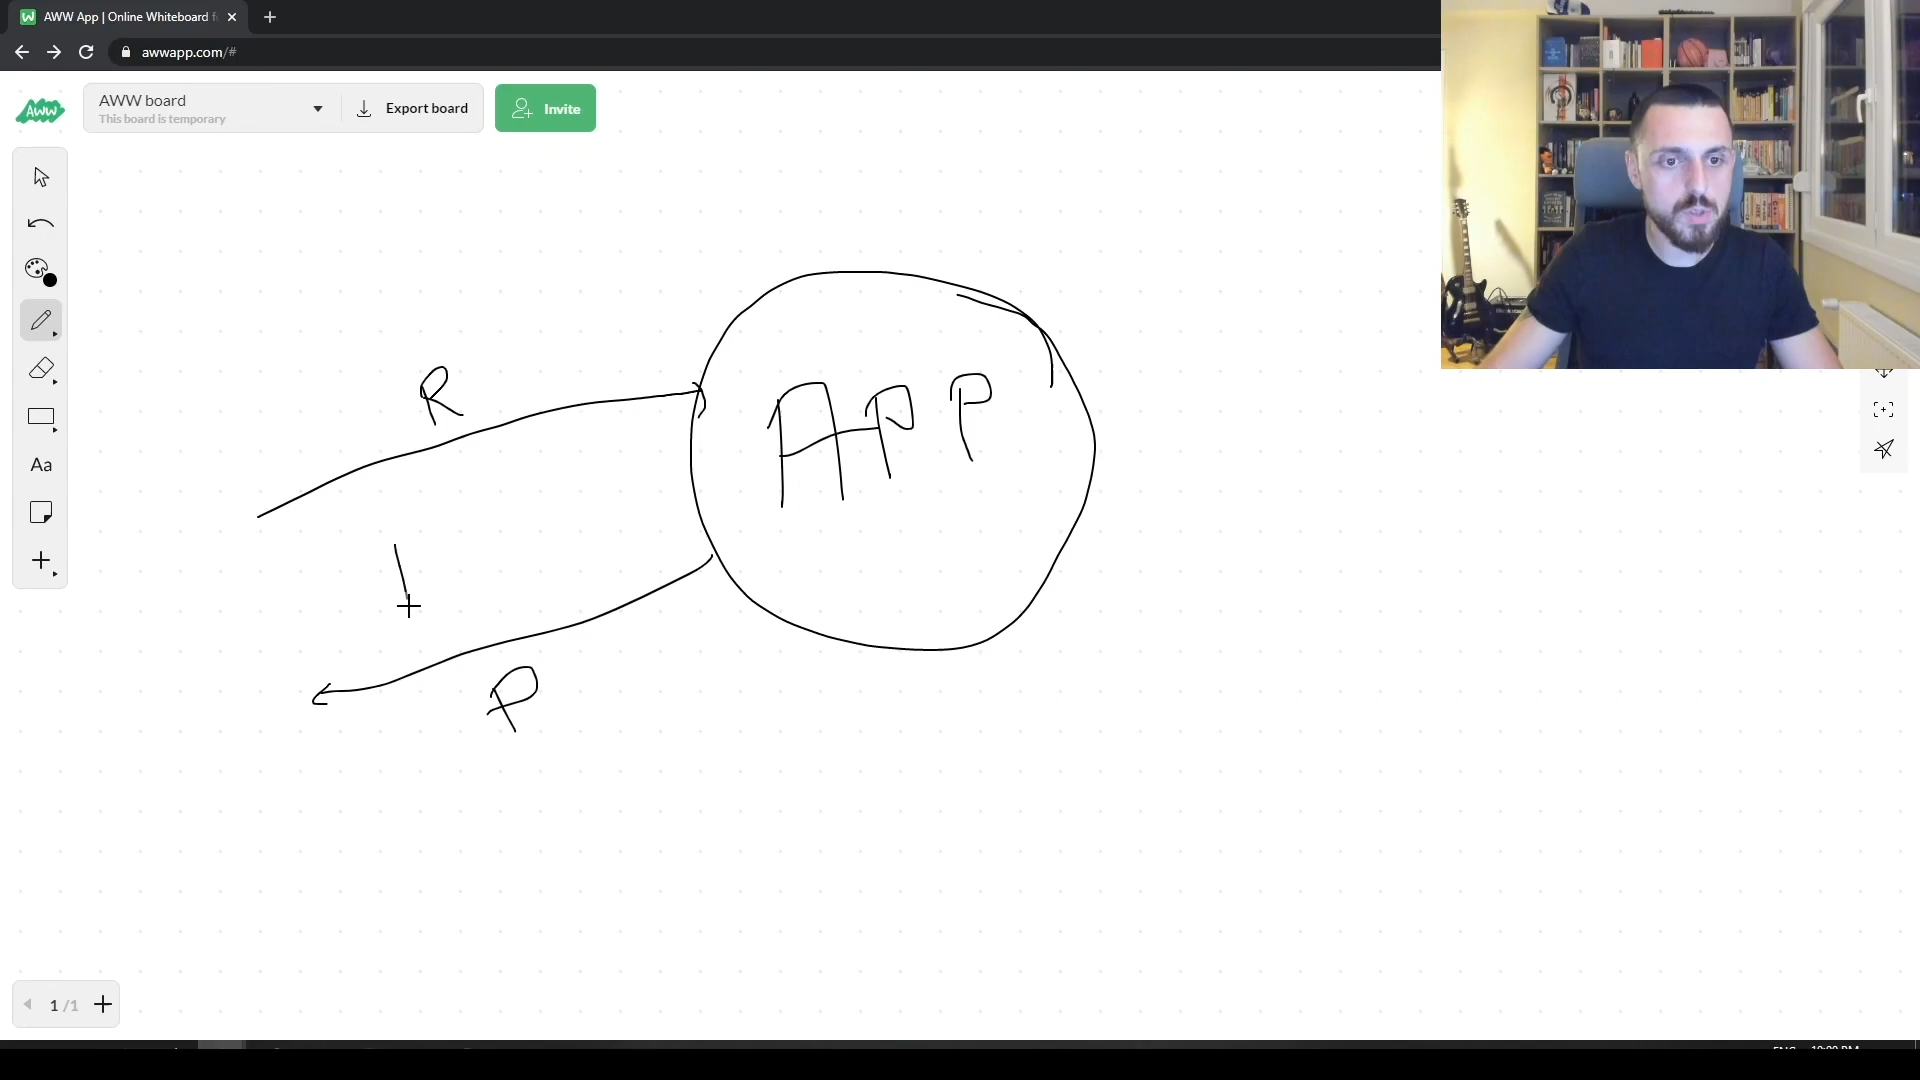 AWW App | Online Whiteboard f
awwapp.com/#
AWW
AWW board
This board is temporary
Export board
Invite
Aa
R
APP
P
1 /1